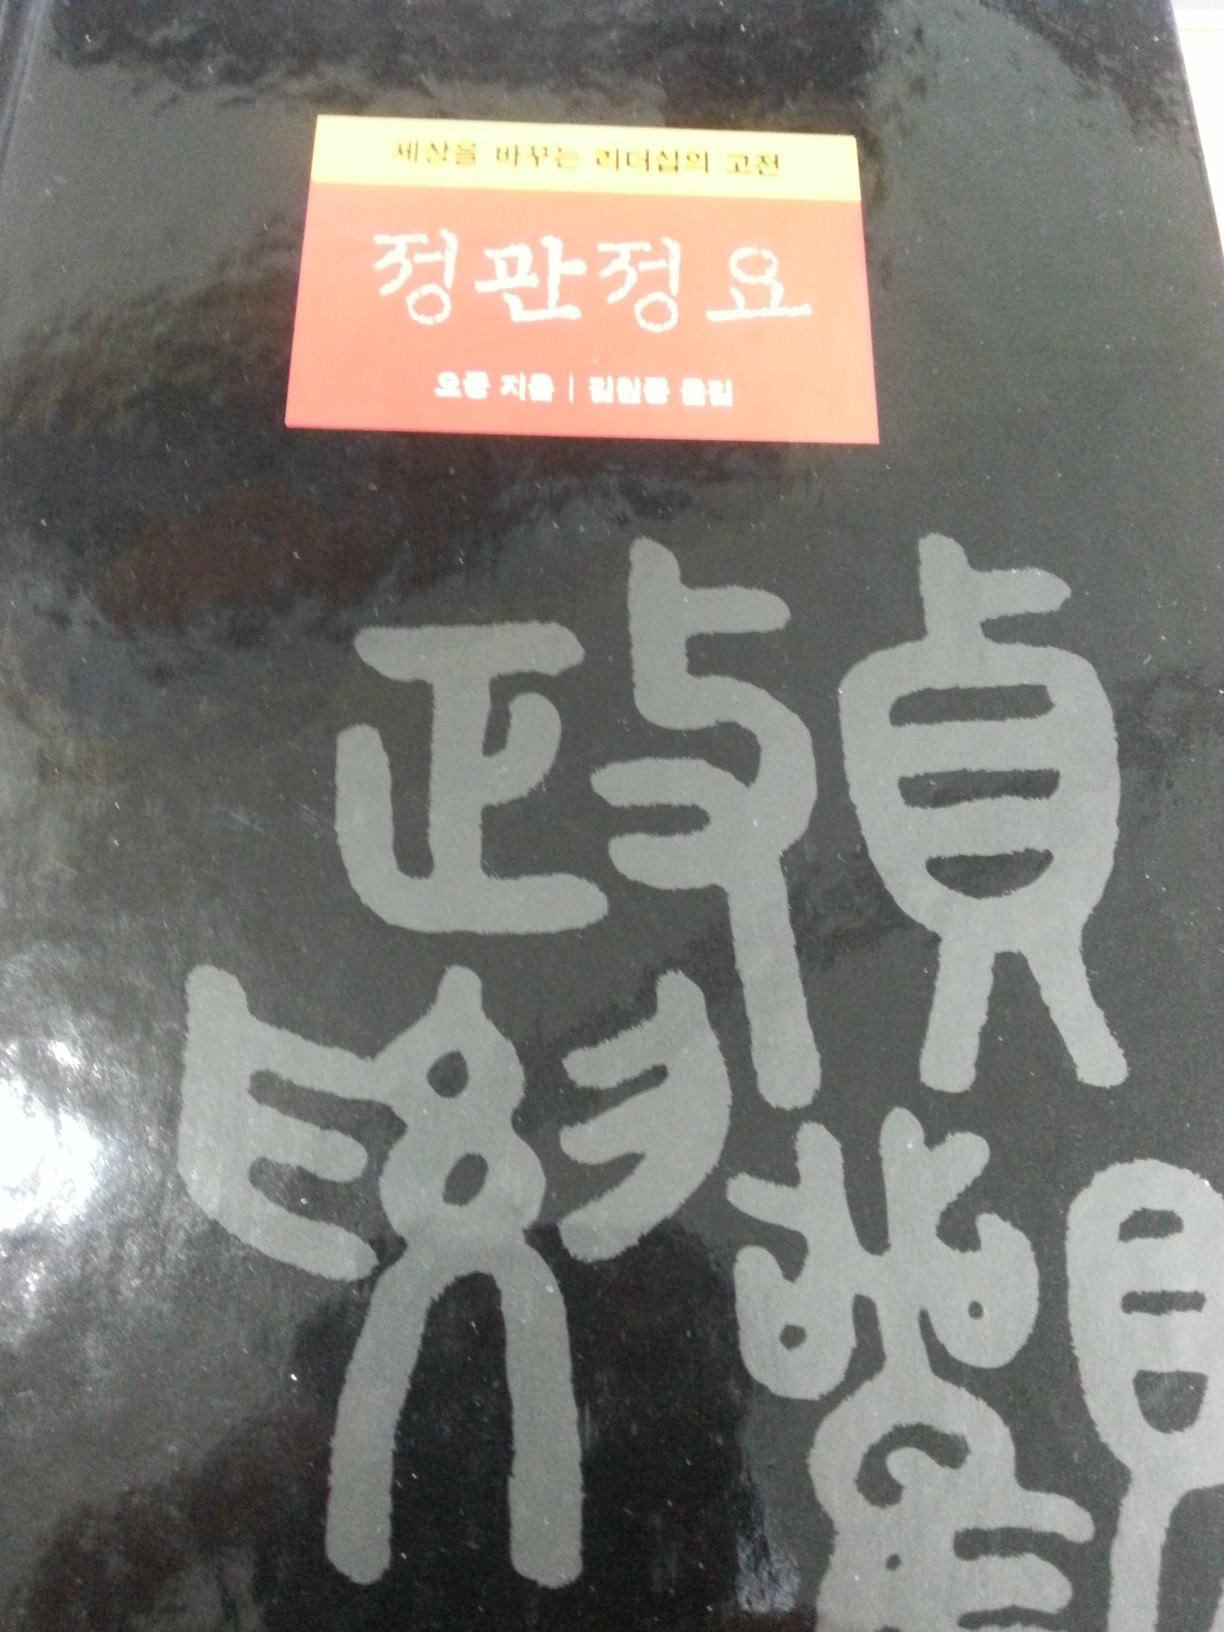 세상을 바꾸는 리더십의 고전
정관정요
오긍 지음 | 김원중 옮김
貞觀
政要